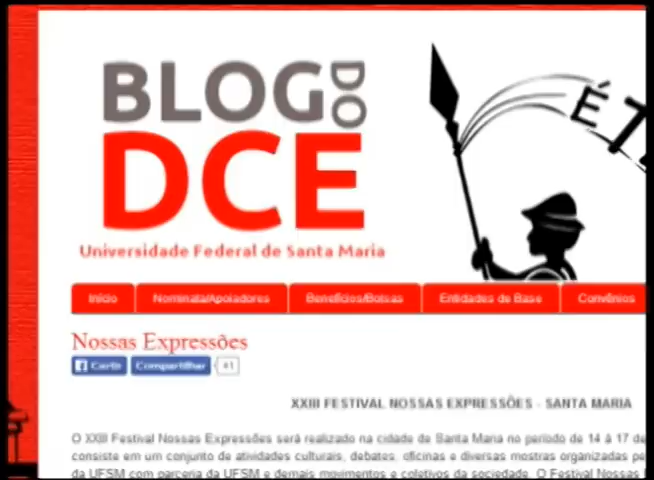 BLOG DO
DCE
Universidade Federal de Santa Maria
É
Início Nominata/Apoiadores Benefícios/Bolsas Entidades de Base Convênios
Nossas Expressões
Curtir Compartilhar 41
XXIII FESTIVAL NOSSAS EXPRESSÕES - SANTA MARIA
O XXIII Festival Nossas Expressões será realizado na cidade de Santa Maria no período de 14 à 17 de
consiste em um conjunto de atividades culturais, debates, oficinas e diversas mostras organizadas pe
da UFSM com parceria da UFSM e demais movimentos e coletivos da sociedade. O Festival Nossas